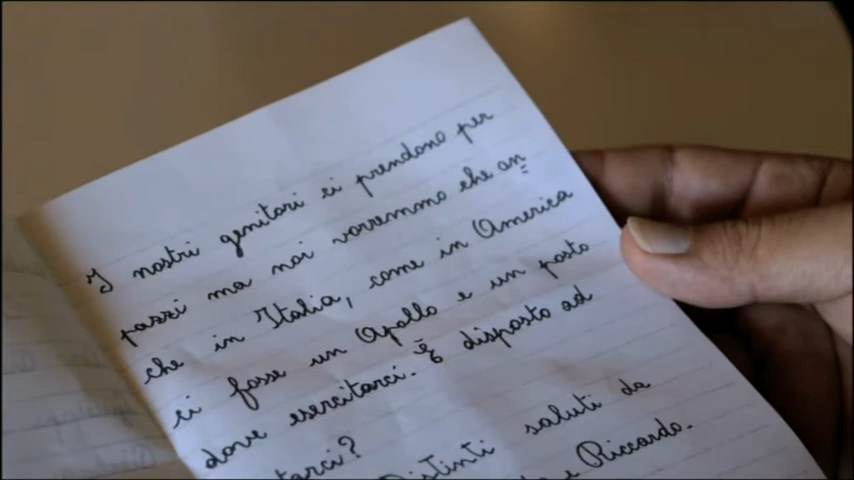 I nostri genitori ci prendono per
pazzi ma noi vorremmo che an=
che in Italia, come in America
ci fosse un Apollo e un posto
dove esercitarci. È disposto ad
tarci?
Distinti saluti da
e Riccardo.